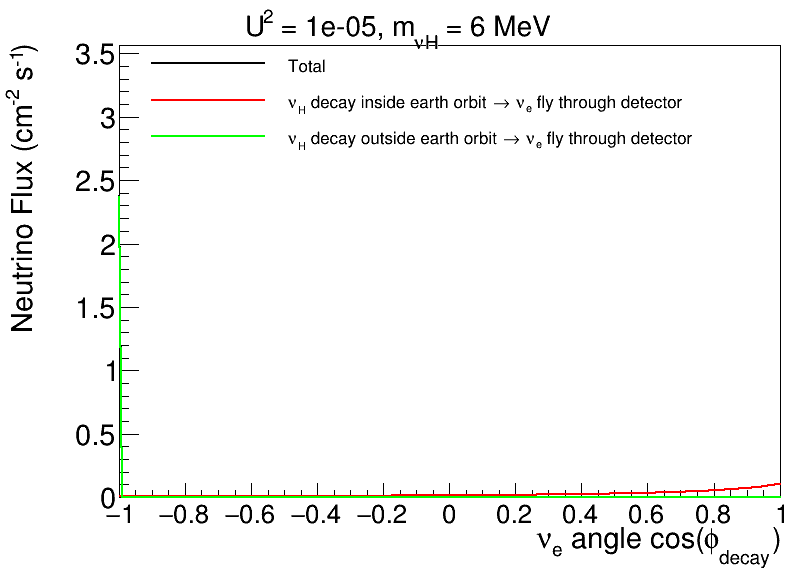 U² = 1e-05, m_νH = 6 MeV
Neutrino Flux (cm⁻² s⁻¹)
3.5
3
2.5
2
1.5
1
0.5
0
Total
ν_H decay inside earth orbit → ν_e fly through detector
ν_H decay outside earth orbit → ν_e fly through detector
−1 −0.8 −0.6 −0.4 −0.2 0 0.2 0.4 0.6 0.8 1
ν_e angle cos(ϕ_decay)